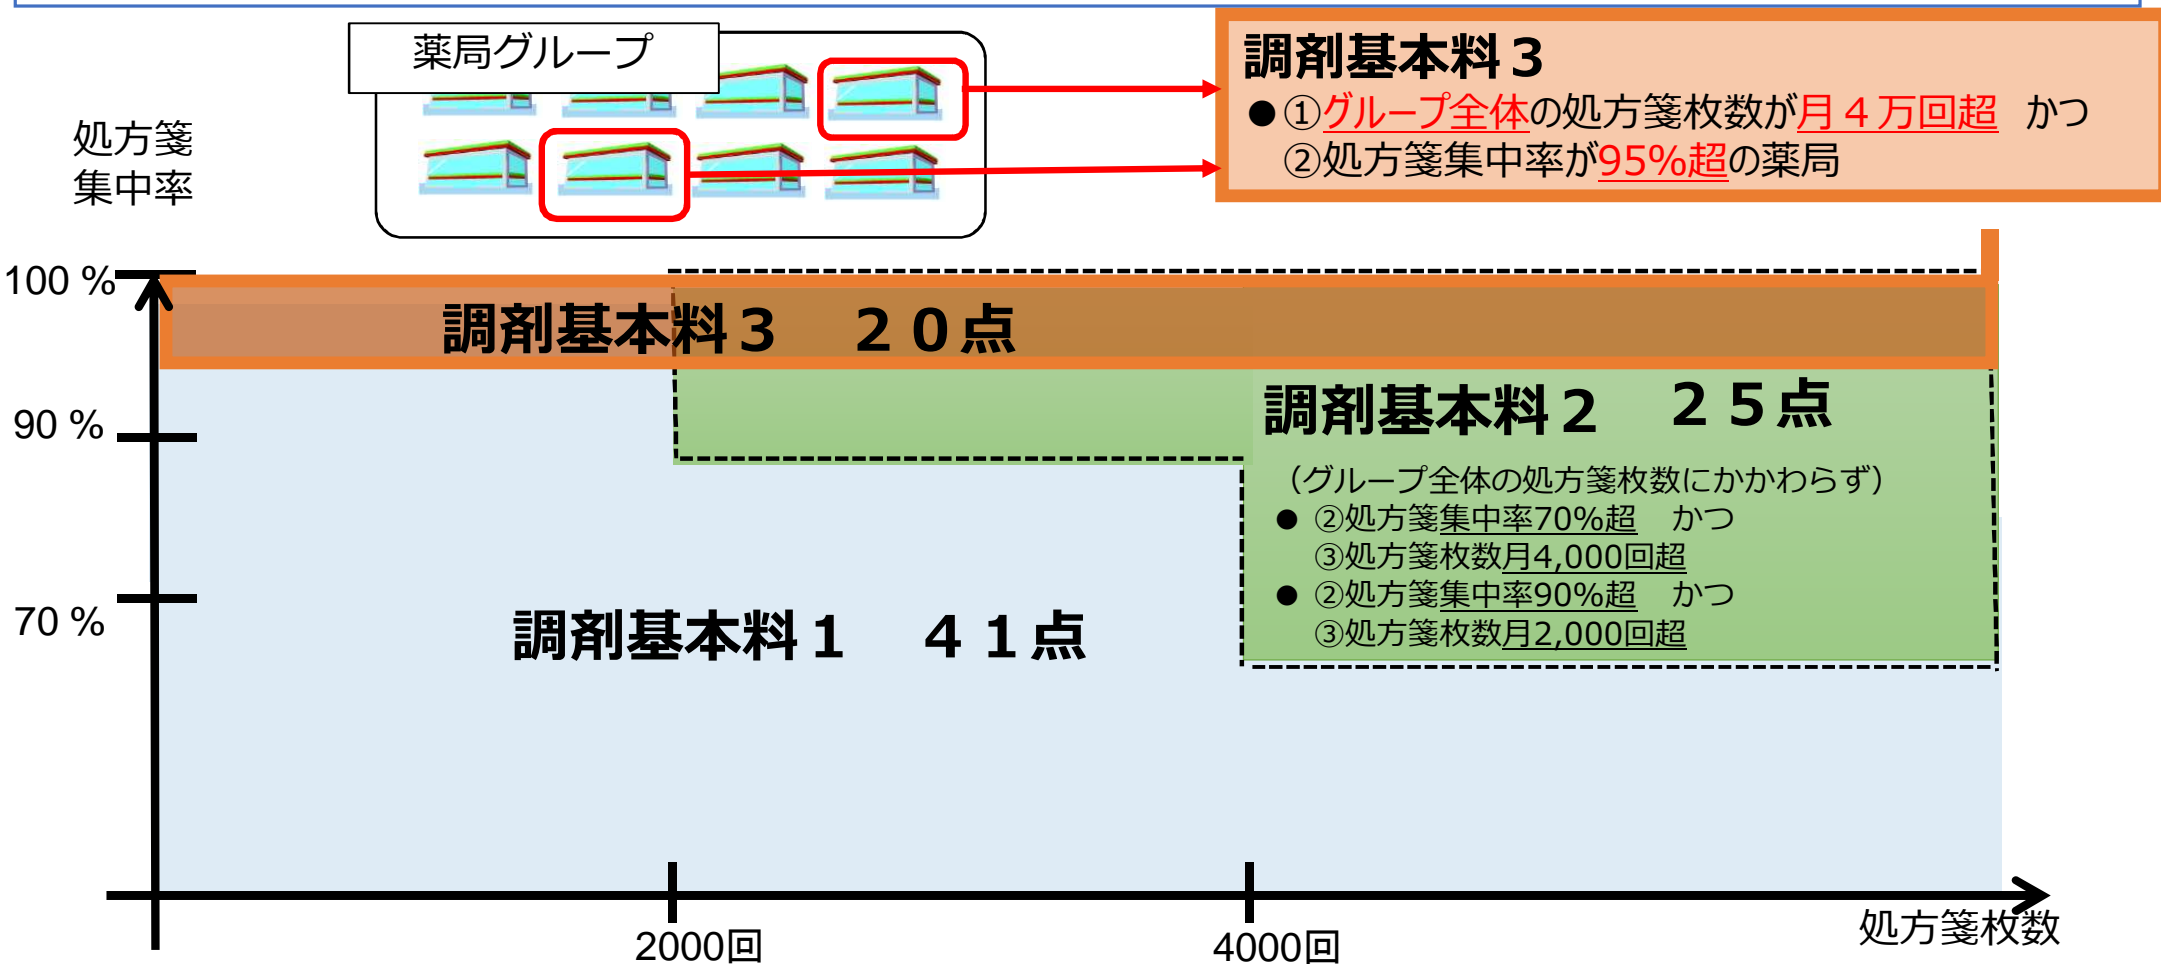 薬局グループ
調剤基本料３
●①グループ全体の処方箋枚数が月４万回超　かつ
②処方箋集中率が95%超の薬局
処方箋
集中率
100 %
調剤基本料３　２０点
90 %
調剤基本料２　２５点
（グループ全体の処方箋枚数にかかわらず）
● ②処方箋集中率70%超　かつ
③処方箋枚数月4,000回超
● ②処方箋集中率90%超　かつ
③処方箋枚数月2,000回超
70 %
調剤基本料１　４１点
処方箋枚数
2000回
4000回